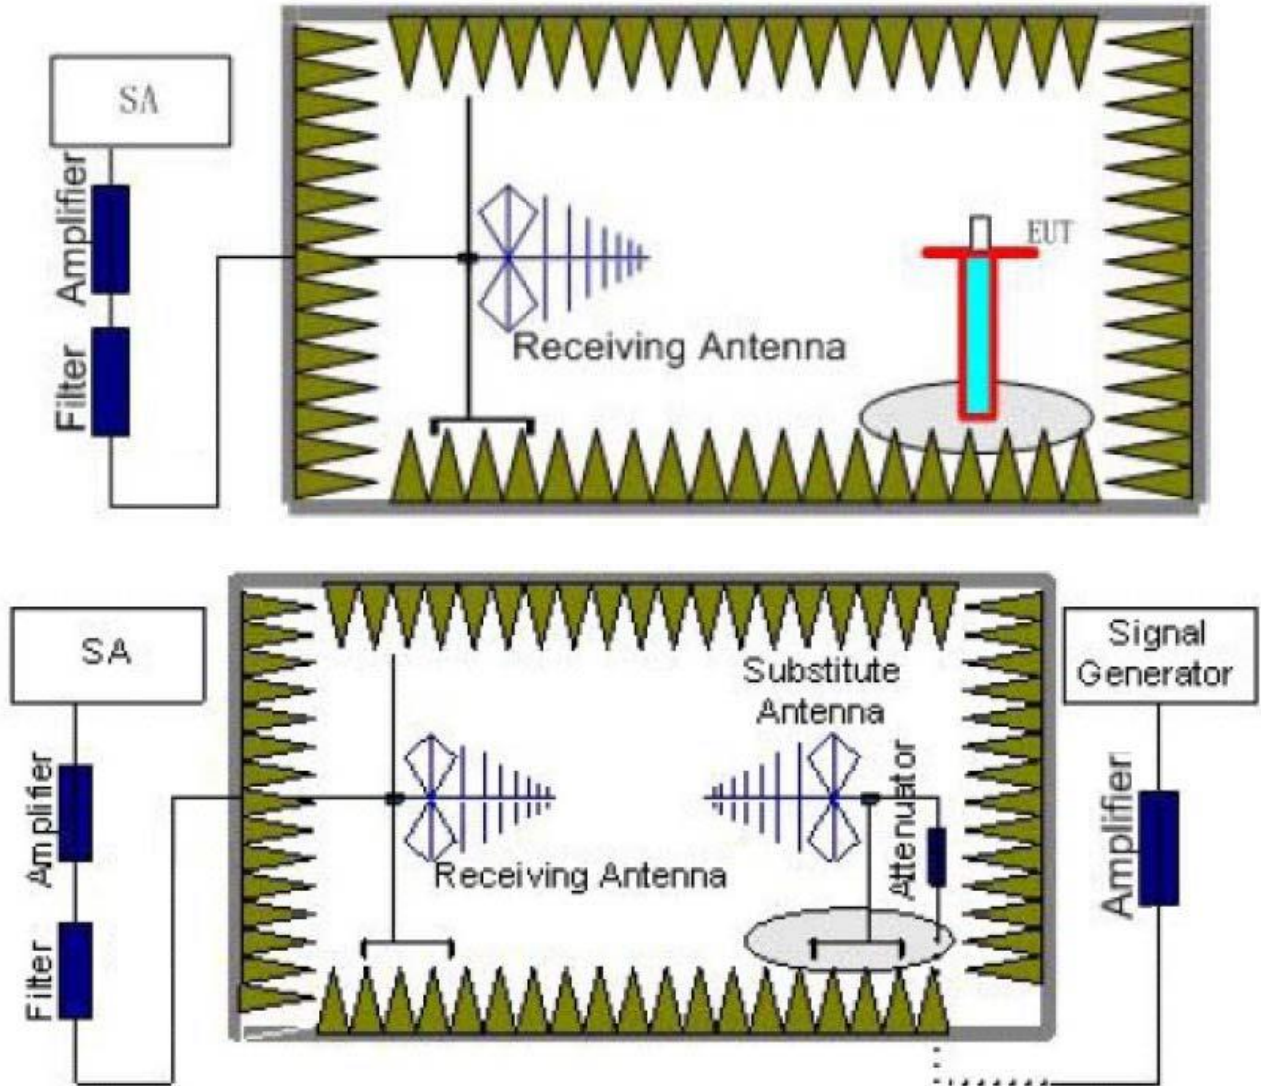 SA
Amplifier
Filter
EUT
Receiving Antenna
SA
Amplifier
Filter
Substitute
Antenna
Attenuator
Receiving Antenna
Signal
Generator
Amplifier